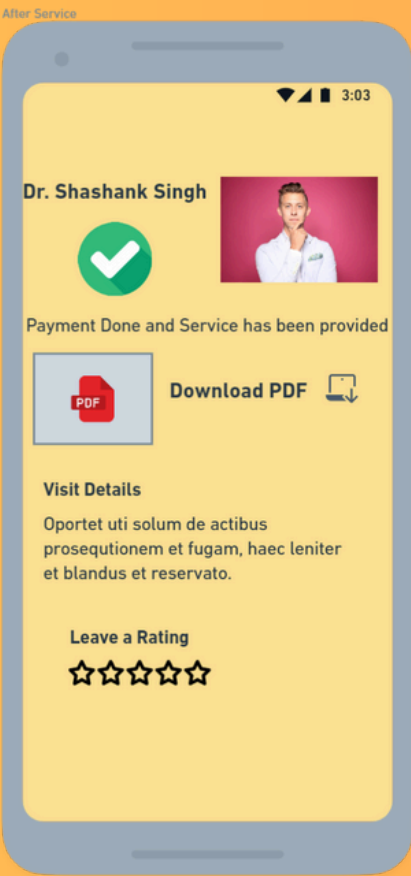 After Service
3:03
Dr. Shashank Singh
Payment Done and Service has been provided
PDF
Download PDF
Visit Details
Oportet uti solum de actibus
prosequtionem et fugam, haec leniter
et blandus et reservato.
Leave a Rating